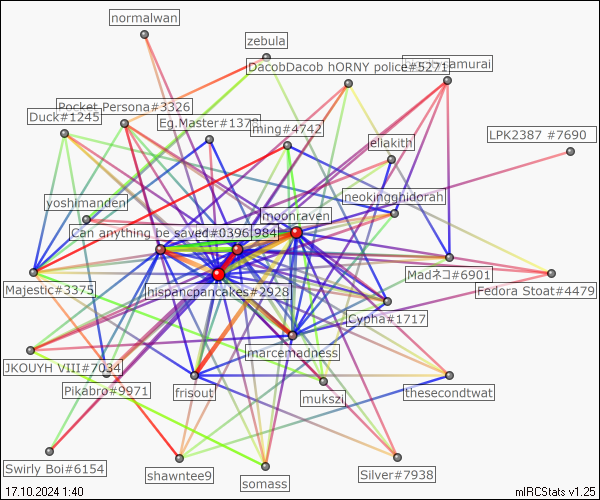 normalwan
zebula
DacobDacob hORNY police#5271
amurai
Pocket Persona#3326
Duck#1245
Eg.Master#1378
ming#4742
LPK2387 #7690
eliakith
yoshimanden
neokingghidorah
moonraven
Can anything be saved#0396
984
Madネコ#6901
Majestic#3375
hispancpancakes#2928
Fedora Stoat#4479
Cypha#1717
marcemadness
JKOUYH VIII#7034
Pikabro#9971
frisout
mukszi
thesecondtwat
Swirly Boi#6154
shawntee9
somass
Silver#7938
17.10.2024 1:40
mIRCStats v1.25